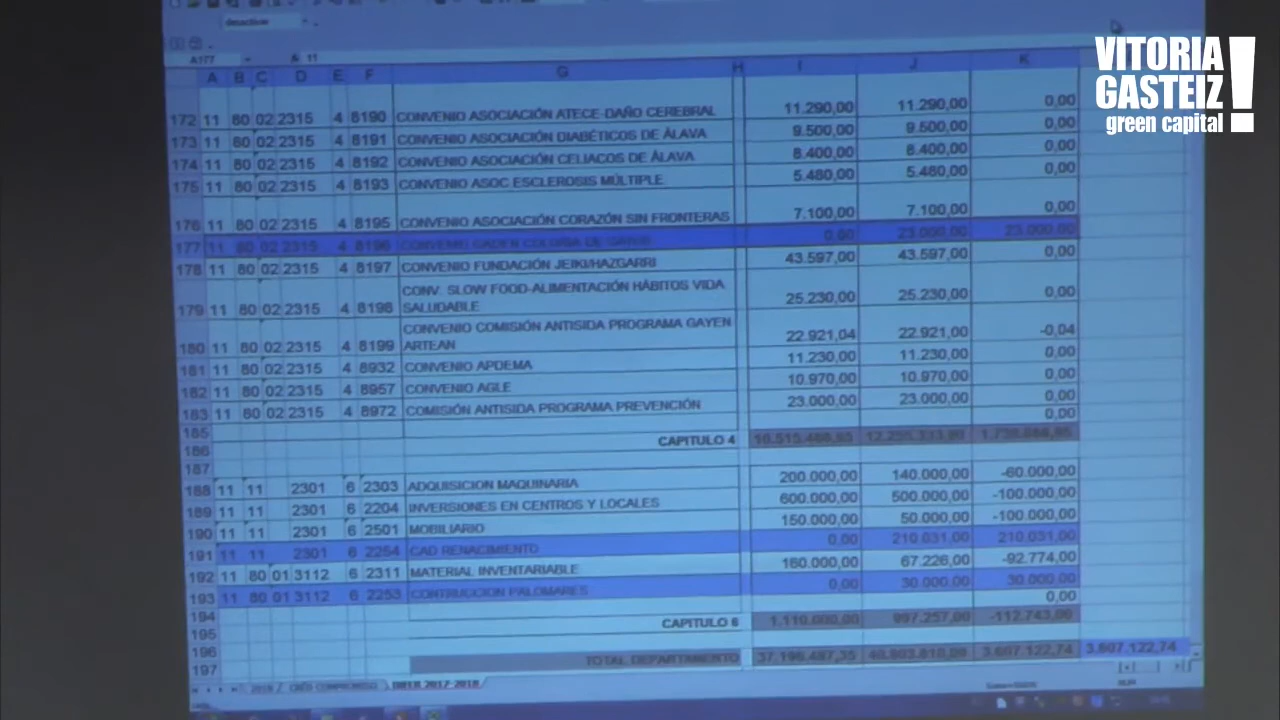 VITORIA
GASTEIZ !
green capital
desactivar
A177 11
A B C D E F G H I J K
172 11 80 02 2315 4 8190 CONVENIO ASOCIACIÓN ATECE-DAÑO CEREBRAL 11.290,00 11.290,00 0,00
173 11 80 02 2315 4 8191 CONVENIO ASOCIACIÓN DIABÉTICOS DE ÁLAVA 9.500,00 9.500,00 0,00
174 11 80 02 2315 4 8192 CONVENIO ASOCIACIÓN CELIACOS DE ÁLAVA 8.400,00 8.400,00 0,00
175 11 80 02 2315 4 8193 CONVENIO ASOC ESCLEROSIS MÚLTIPLE 5.480,00 5.480,00 0,00
176 11 80 02 2315 4 8195 CONVENIO ASOCIACIÓN CORAZÓN SIN FRONTERAS 7.100,00 7.100,00 0,00
177 11 80 02 2315 4 8196 CONVENIO 0,00 23.000,00 23.000,00
178 11 80 02 2315 4 8197 CONVENIO FUNDACIÓN JEIKI/HAZGARRI 43.597,00 43.597,00 0,00
CONV. SLOW FOOD-ALIMENTACIÓN HÁBITOS VIDA
179 11 80 02 2315 4 8198 SALUDABLE 25.230,00 25.230,00 0,00
CONVENIO COMISIÓN ANTISIDA PROGRAMA GAYEN
180 11 80 02 2315 4 8199 ARTEAN 22.921,04 22.921,00 -0,04
181 11 80 02 2315 4 8932 CONVENIO APDEMA 11.230,00 11.230,00 0,00
182 11 80 02 2315 4 8957 CONVENIO AGLE 10.970,00 10.970,00 0,00
183 11 80 02 2315 4 8972 COMISIÓN ANTISIDA PROGRAMA PREVENCIÓN 23.000,00 23.000,00 0,00
185 0,00
186 CAPITULO 4
187
188 11 11 2301 6 2303 ADQUISICION MAQUINARIA 200.000,00 140.000,00 -60.000,00
189 11 11 2301 6 2204 INVERSIONES EN CENTROS Y LOCALES 600.000,00 500.000,00 -100.000,00
190 11 11 2301 6 2501 MOBILIARIO 150.000,00 50.000,00 -100.000,00
191 11 11 2301 6 2254 CAD RENACIMIENTO 0,00 210.031,00 210.031,00
192 11 80 01 3112 6 2311 MATERIAL INVENTARIABLE 160.000,00 67.226,00 -92.774,00
193 11 80 01 3112 6 2253 CONTRUCCION PALOMARES 0,00 30.000,00 30.000,00
194 0,00
195 CAPITULO 6 1.110.000,00 997.257,00 -112.743,00
196
197 TOTAL DEPARTAMENTO 3.607.122,74 3.607.122,74
2017-2018